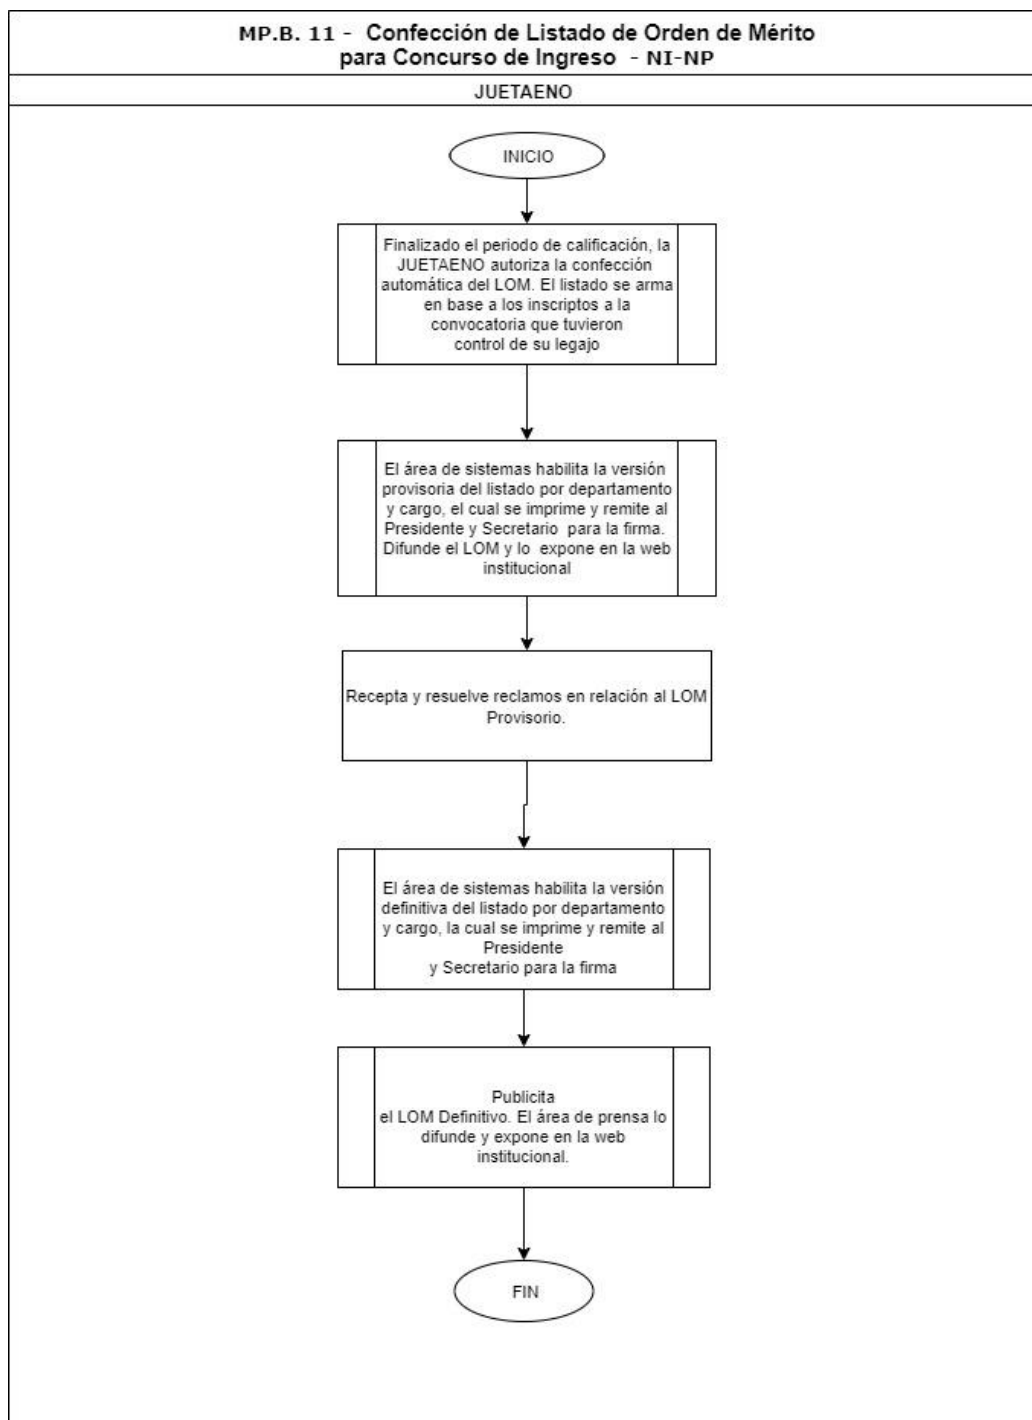 MP.B. 11 - Confección de Listado de Orden de Mérito
para Concurso de Ingreso - NI-NP
JUETAENO
INICIO
Finalizado el periodo de calificación, la
JUETAENO autoriza la confección
automática del LOM. El listado se arma
en base a los inscriptos a la
convocatoria que tuvieron
control de su legajo
El área de sistemas habilita la versión
provisoria del listado por departamento
y cargo, el cual se imprime y remite al
Presidente y Secretario para la firma.
Difunde el LOM y lo expone en la web
institucional
Recepta y resuelve reclamos en relación al LOM
Provisorio.
El área de sistemas habilita la versión
definitiva del listado por departamento
y cargo, la cual se imprime y remite al
Presidente
y Secretario para la firma
Publicita
el LOM Definitivo. El área de prensa lo
difunde y expone en la web
institucional.
FIN